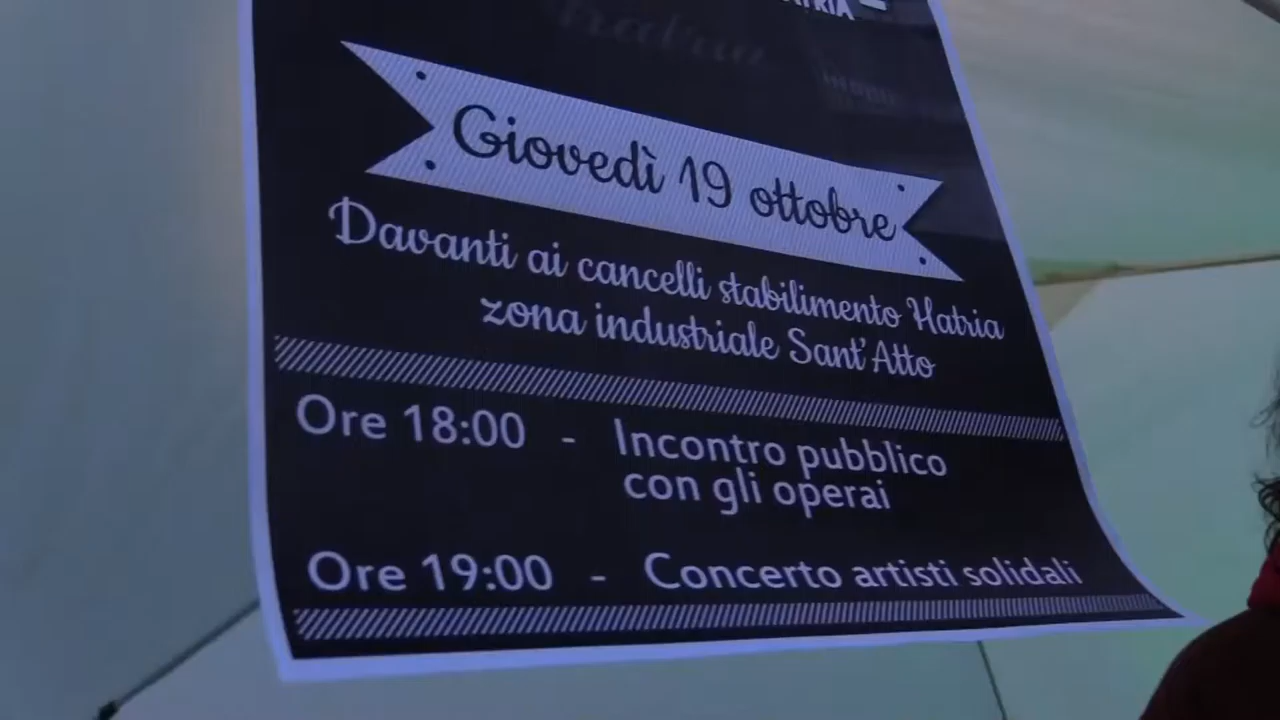 Giovedì 19 ottobre
Davanti ai cancelli stabilimento Hatria
zona industriale Sant'Atto
Ore 18:00 - Incontro pubblico
con gli operai
Ore 19:00 - Concerto artisti solidali